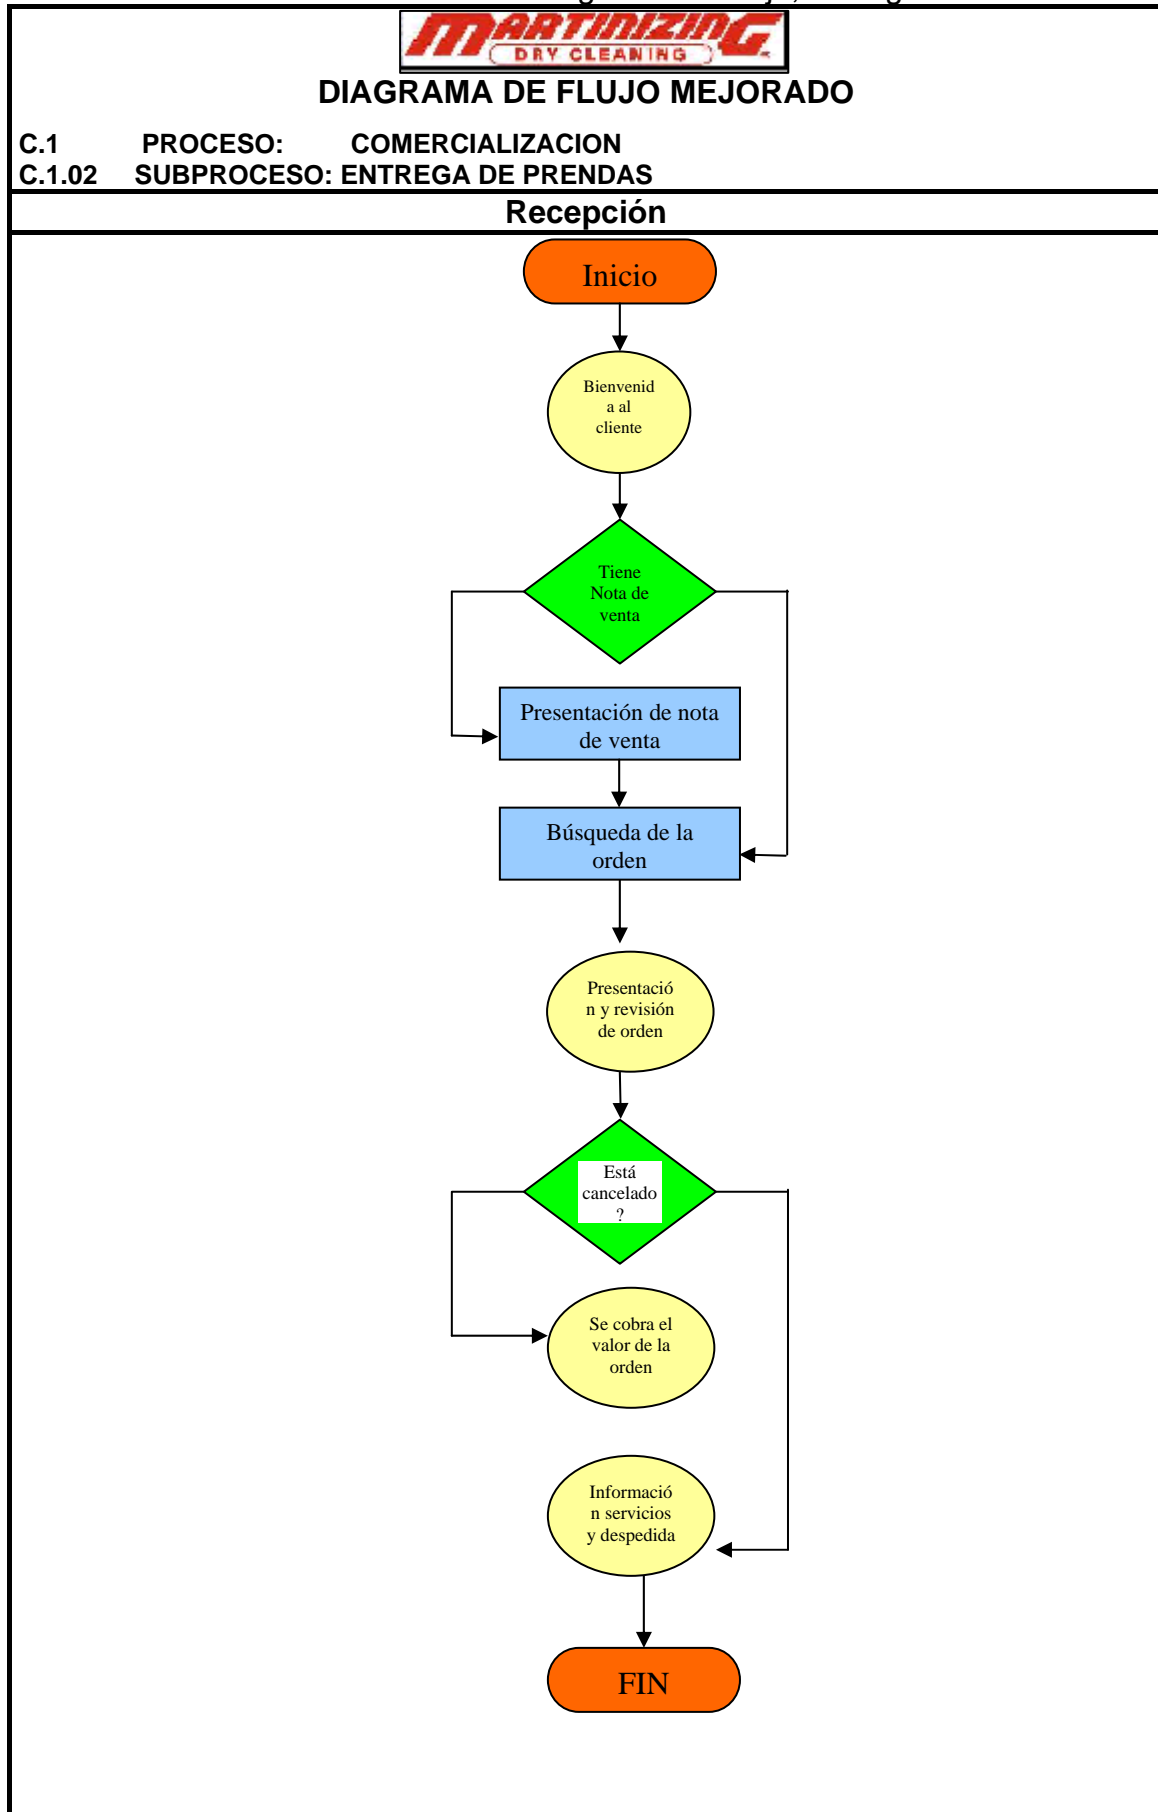 MARTINIZING
DRY CLEANING
DIAGRAMA DE FLUJO MEJORADO
C.1 PROCESO: COMERCIALIZACION
C.1.02 SUBPROCESO: ENTREGA DE PRENDAS
Recepción
Inicio
Bienvenid
a al
cliente
Tiene
Nota de
venta
Presentación de nota
de venta
Búsqueda de la
orden
Presentació
n y revisión
de orden
Está
cancelado
?
Se cobra el
valor de la
orden
Informació
n servicios
y despedida
FIN